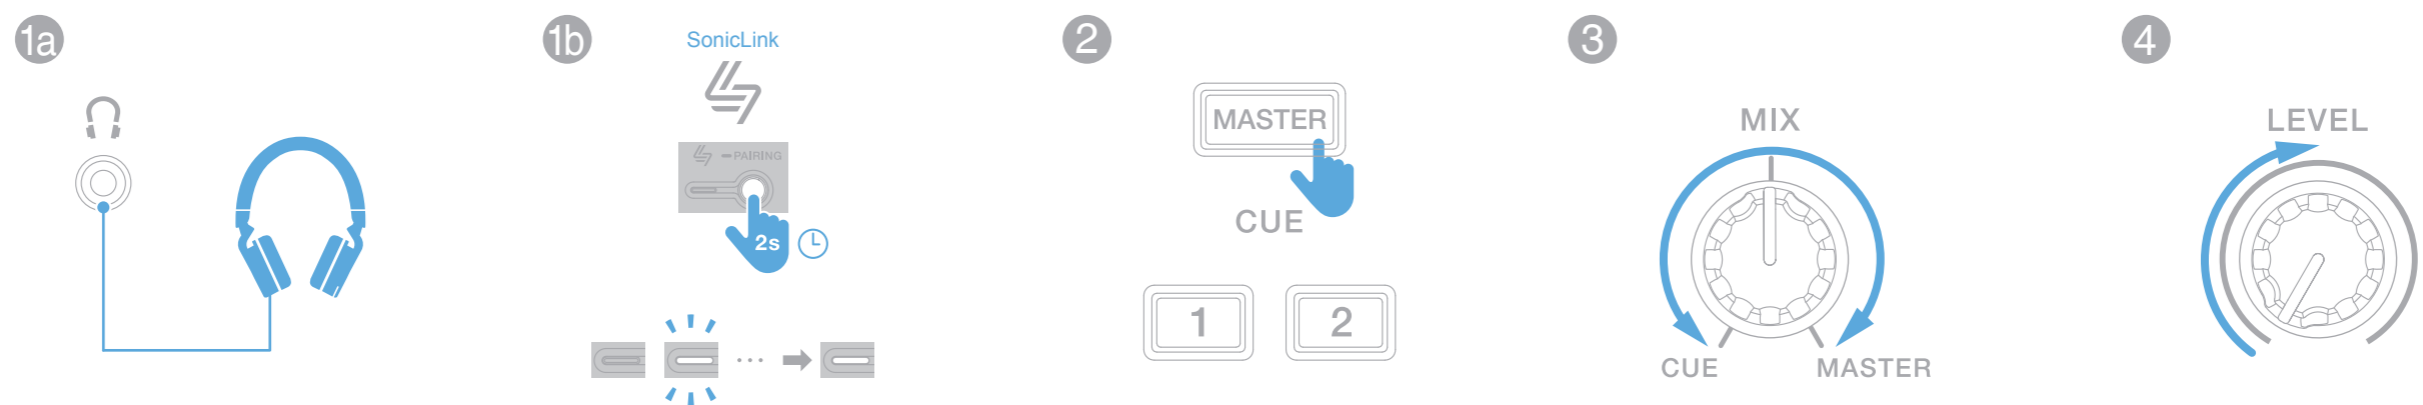 1a
1b
SonicLink
PAIRING
2s
2
MASTER
CUE
1
2
3
MIX
CUE
MASTER
4
LEVEL